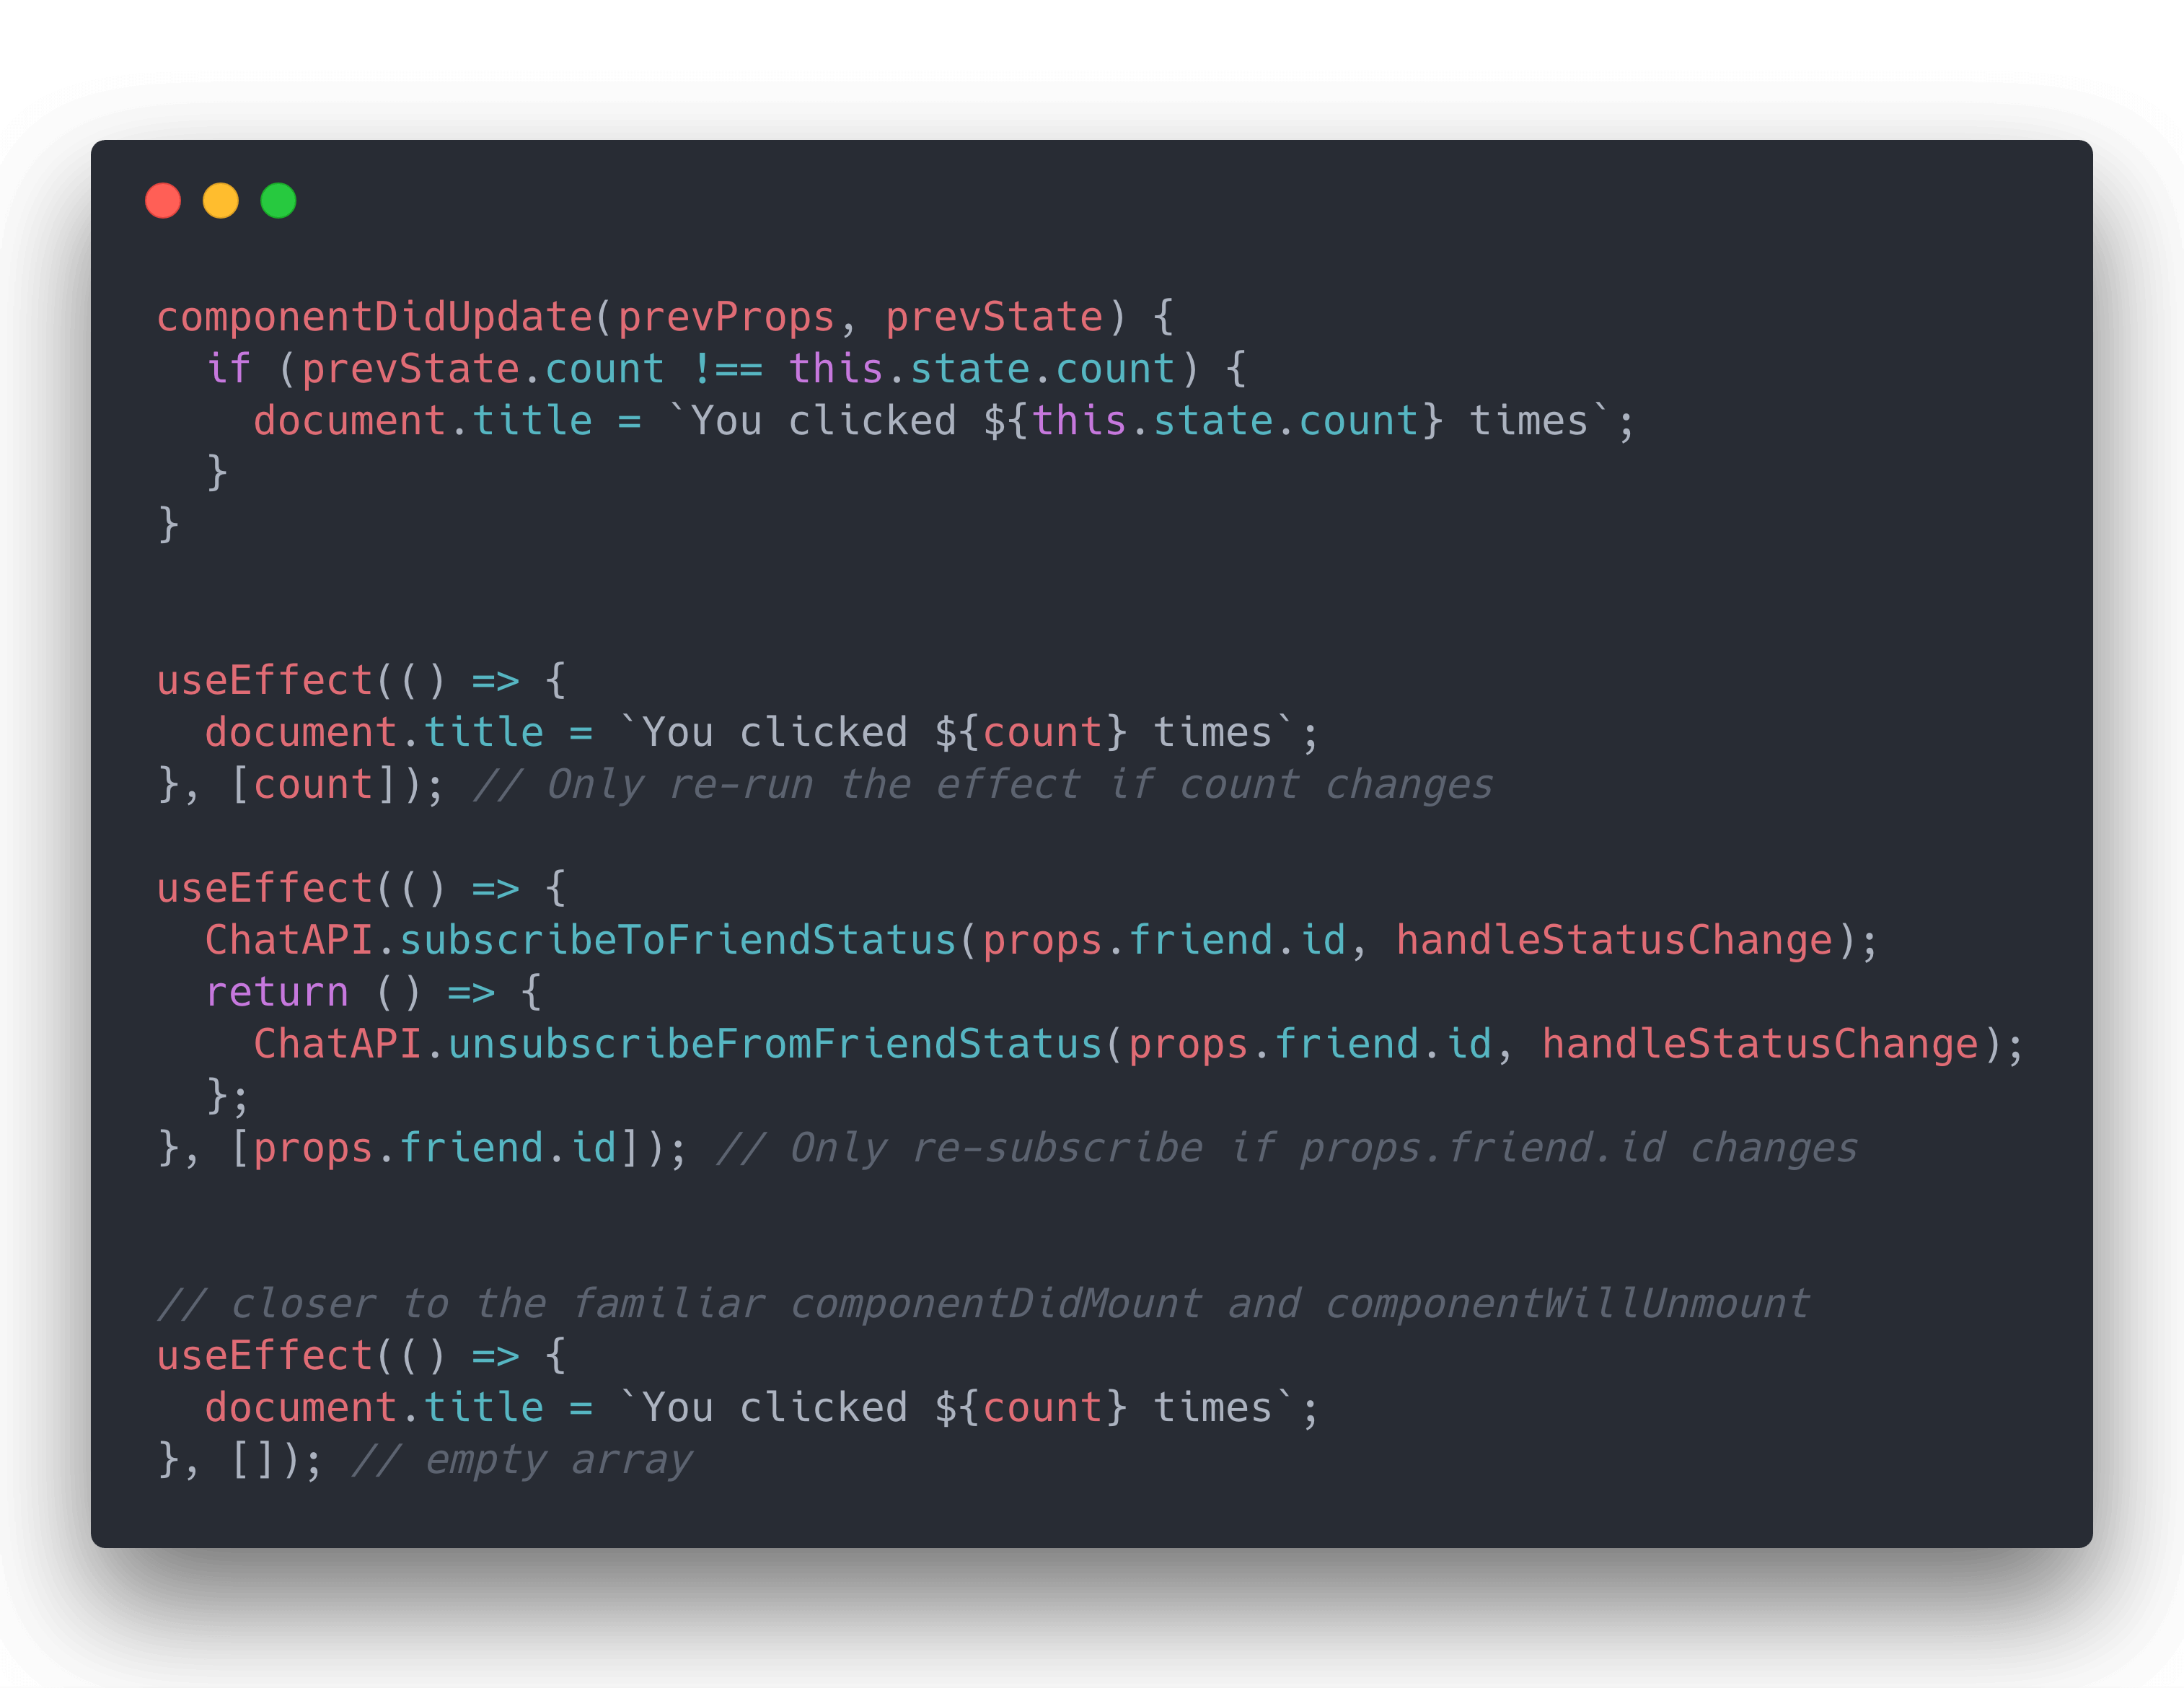 componentDidUpdate(prevProps, prevState) {
  if (prevState.count !== this.state.count) {
    document.title = `You clicked ${this.state.count} times`;
  }
}
useEffect(() => {
  document.title = `You clicked ${count} times`;
}, [count]); // Only re-run the effect if count changes
useEffect(() => {
  ChatAPI.subscribeToFriendStatus(props.friend.id, handleStatusChange);
  return () => {
    ChatAPI.unsubscribeFromFriendStatus(props.friend.id, handleStatusChange);
  };
}, [props.friend.id]); // Only re-subscribe if props.friend.id changes
// closer to the familiar componentDidMount and componentWillUnmount
useEffect(() => {
  document.title = `You clicked ${count} times`;
}, []); // empty array